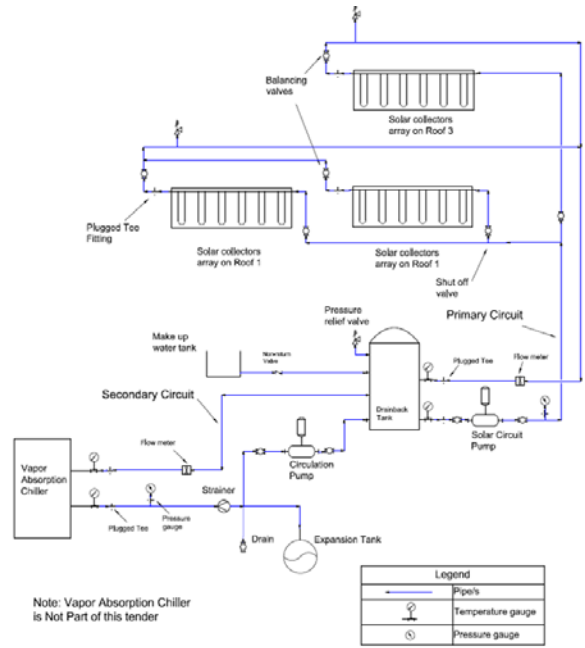 Balancing
valves
Solar collectors
array on Roof 3
Plugged Tee
Fitting
Solar collectors
array on Roof 1
Solar collectors
array on Roof 1
Shut off
valve
Primary Circuit
Pressure
relief valve
Make up
water tank
Valve
Plugged Tee
Flow meter
Secondary Circuit
Drainback
Tank
Solar Circuit
Pump
Vapor
Absorption
Chiller
Flow meter
Circulation
Pump
Strainer
Plugged Tee
Pressure
gauge
Drain
Expansion Tank
Note: Vapor Absorption Chiller
is Not Part of this tender
Legend
Pipe/s
Temperature gauge
Pressure gauge